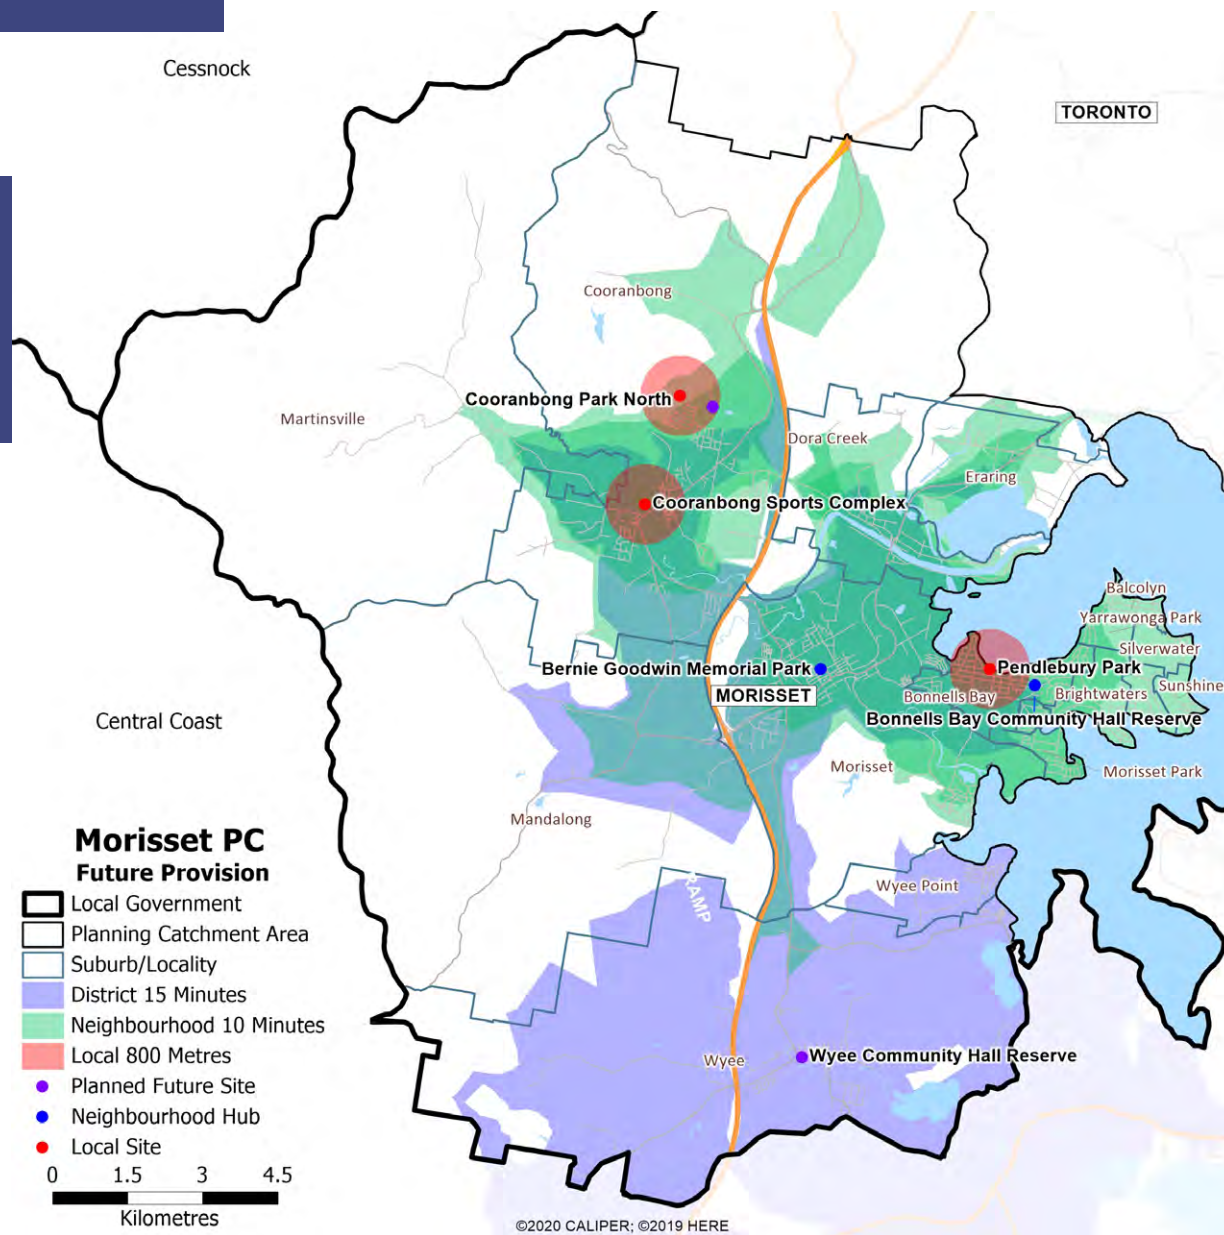 Cessnock
TORONTO
Cooranbong
Cooranbong Park North
Martinsville
Dora Creek
Eraring
Cooranbong Sports Complex
Balcolyn
Yarrawonga Park
Silverwater
Bernie Goodwin Memorial Park
Pendlebury Park
Sunshine
MORISSET
Bonnells Bay
Brightwaters
Bonnells Bay Community Hall Reserve
Central Coast
Morisset
Morisset Park
Mandalong
Wyee Point
RAMP
Wyee
Wyee Community Hall Reserve
Morisset PC
Future Provision
Local Government
Planning Catchment Area
Suburb/Locality
District 15 Minutes
Neighbourhood 10 Minutes
Local 800 Metres
Planned Future Site
Neighbourhood Hub
Local Site
0 1.5 3 4.5
Kilometres
©2020 CALIPER; ©2019 HERE